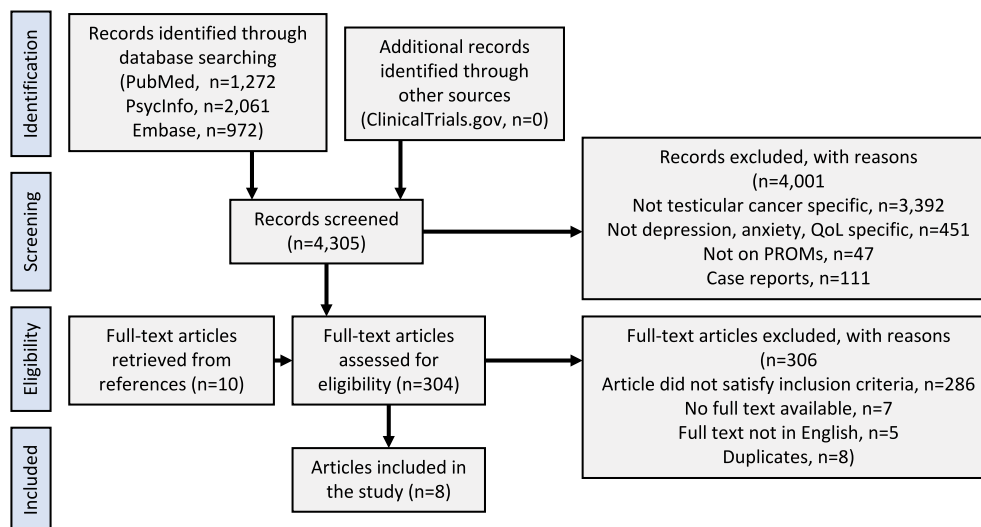 Identification
Records identified through
database searching
(PubMed, n=1,272
PsycInfo, n=2,061
Embase, n=972)
Additional records
identified through
other sources
(ClinicalTrials.gov, n=0)
Screening
Records screened
(n=4,305)
Records excluded, with reasons
(n=4,001
Not testicular cancer specific, n=3,392
Not depression, anxiety, QoL specific, n=451
Not on PROMs, n=47
Case reports, n=111
Eligibility
Full-text articles
retrieved from
references (n=10)
Full-text articles
assessed for
eligibility (n=304)
Full-text articles excluded, with reasons
(n=306
Article did not satisfy inclusion criteria, n=286
No full text available, n=7
Full text not in English, n=5
Duplicates, n=8)
Included
Articles included in
the study (n=8)